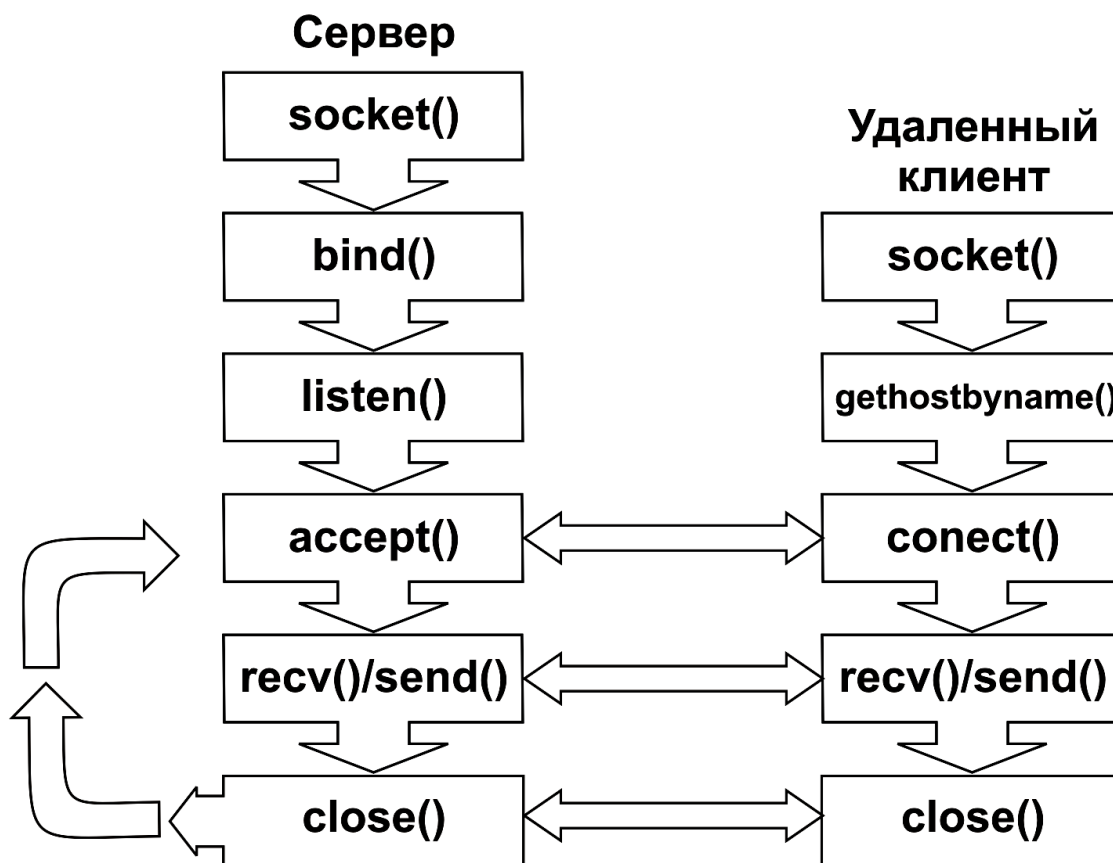 Сервер
socket()
bind()
listen()
accept()
recv()/send()
close()
Удаленный
клиент
socket()
gethostbyname()
conect()
recv()/send()
close()